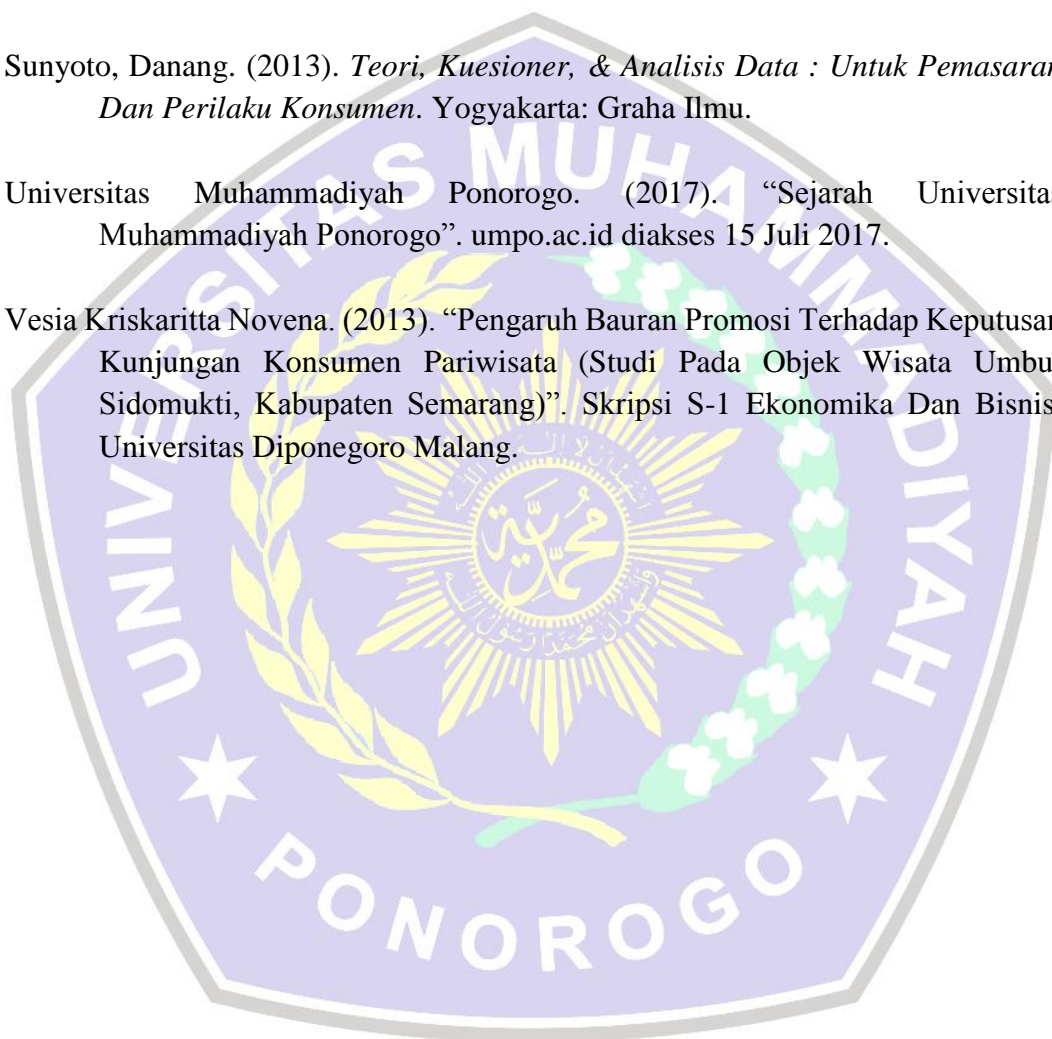 Sunyoto, Danang. (2013). Teori, Kuesioner, & Analisis Data : Untuk Pemasaran
Dan Perilaku Konsumen. Yogyakarta: Graha Ilmu.
Universitas Muhammadiyah Ponorogo. (2017). “Sejarah Universitas
Muhammadiyah Ponorogo”. umpo.ac.id diakses 15 Juli 2017.
Vesia Kriskaritta Novena. (2013). “Pengaruh Bauran Promosi Terhadap Keputusan
Kunjungan Konsumen Pariwisata (Studi Pada Objek Wisata Umbul
Sidomukti, Kabupaten Semarang)”. Skripsi S-1 Ekonomika Dan Bisnis.
Universitas Diponegoro Malang.
UNIVERSITAS MUHAMMADIYAH
PONOROGO
محمدية